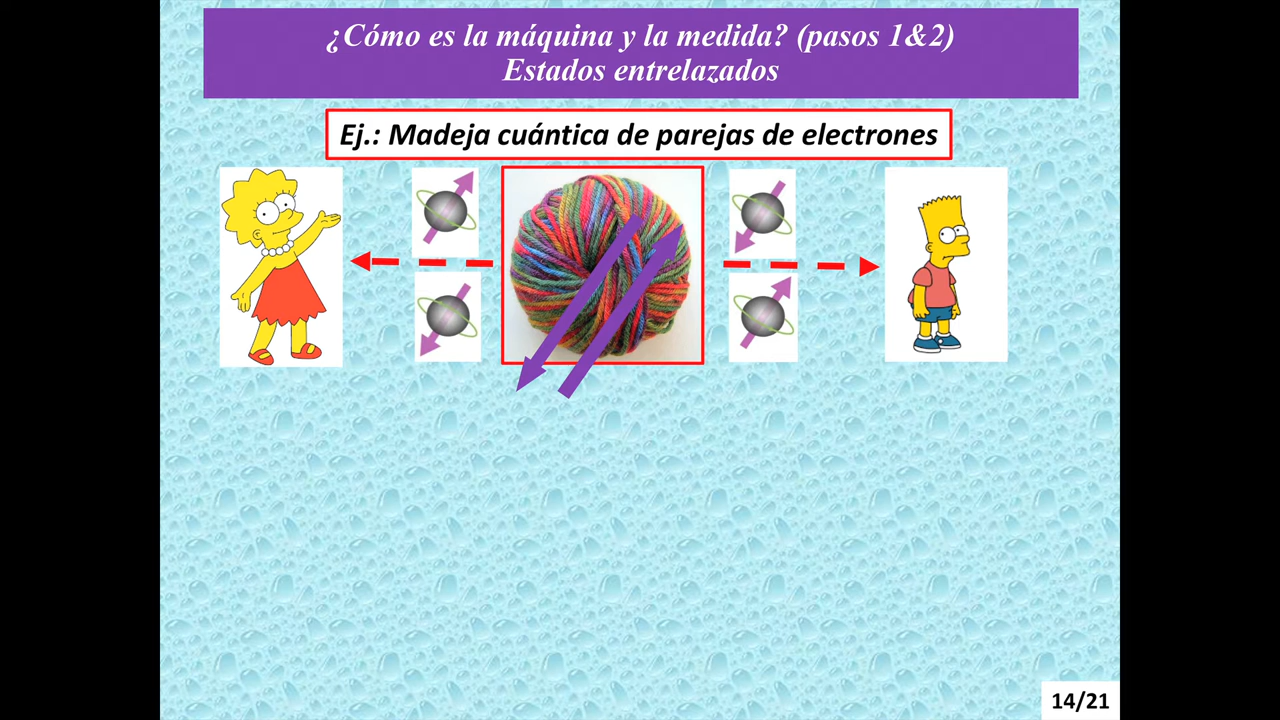 ¿Cómo es la máquina y la medida? (pasos 1&2)
Estados entrelazados
Ej.: Madeja cuántica de parejas de electrones
14/21